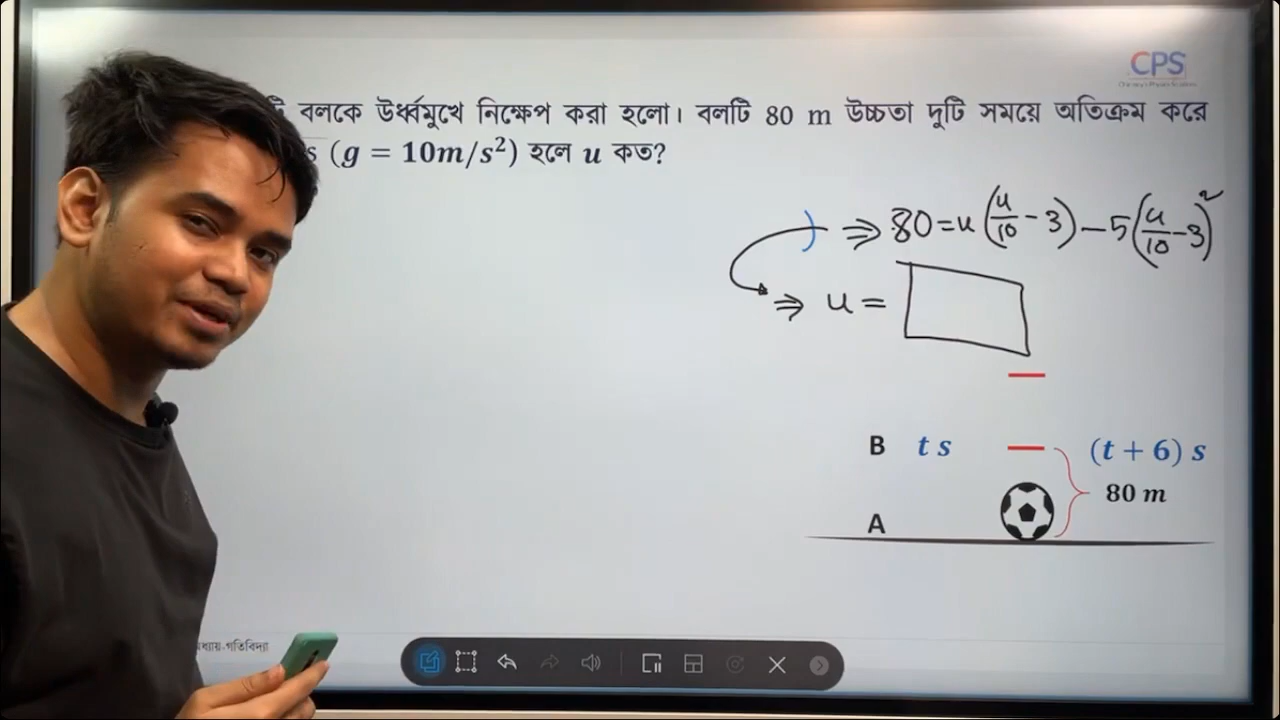 CPS
বলকে উর্ধ্বমুখে নিক্ষেপ করা হলো। বলটি 80 m উচ্চতা দুটি সময়ে অতিক্রম করে
s (g = 10m/s²) হলে u কত?
) ⇒ 80 = u (u/10 - 3) - 5 (u/10 - 3)²
⇒ u =
B t s (t + 6) s
80 m
A
গতিবিদ্যা